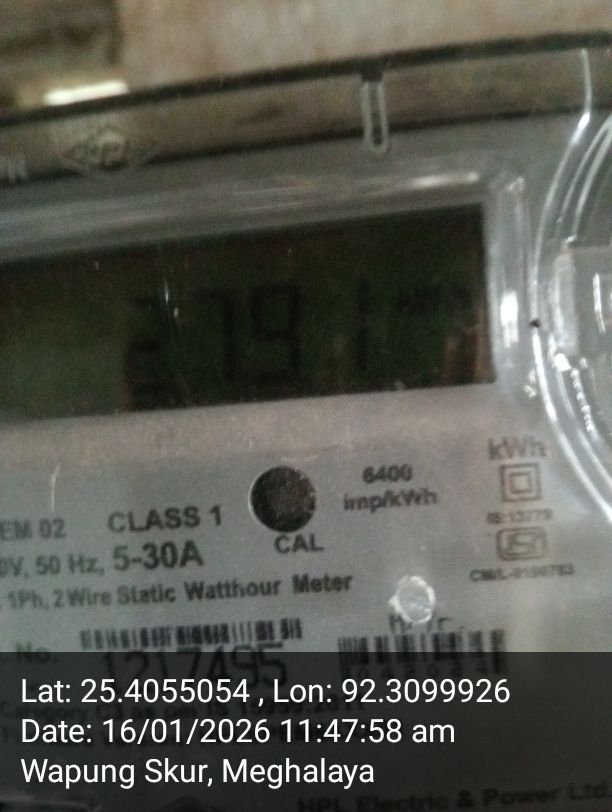 2791
kWh
6400
imp/kWh
IS:13779
EM 02 CLASS 1
CAL
0V, 50 Hz, 5-30A
CM/L-0196783
1Ph, 2 Wire Static Watthour Meter
No.
1217495
Lat: 25.4055054 , Lon: 92.3099926
Date: 16/01/2026 11:47:58 am
Wapung Skur, Meghalaya
HPL Electric & Power Ltd